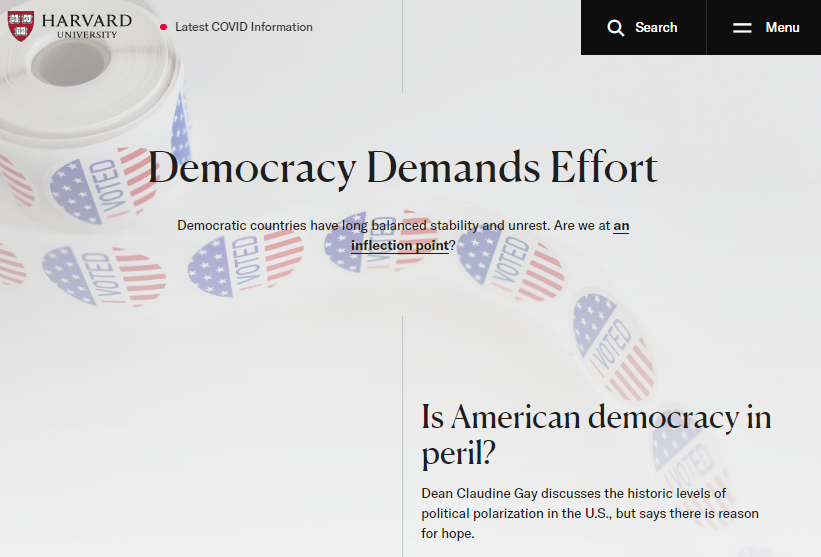 HARVARD
UNIVERSITY
Latest COVID Information
Search
Menu
Democracy Demands Effort
Democratic countries have long balanced stability and unrest. Are we at an
inflection point?
I VOTED
I VOTED
I VOTED
I VOTED
I VOTED
I VOTED
I VOTED
Is American democracy in
peril?
Dean Claudine Gay discusses the historic levels of
political polarization in the U.S., but says there is reason
for hope.